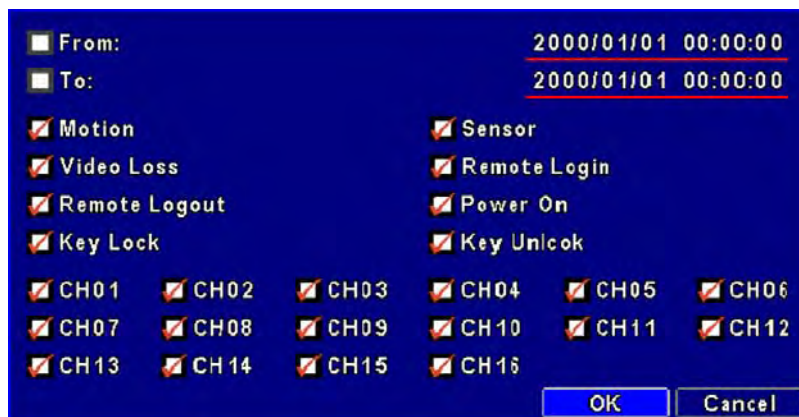 From: 2000/01/01 00:00:00
To: 2000/01/01 00:00:00
Motion Sensor
Video Loss Remote Login
Remote Logout Power On
Key Lock Key Unlcok
CH01 CH02 CH03 CH04 CH05 CH06
CH07 CH08 CH09 CH10 CH11 CH12
CH13 CH14 CH15 CH16
OK Cancel